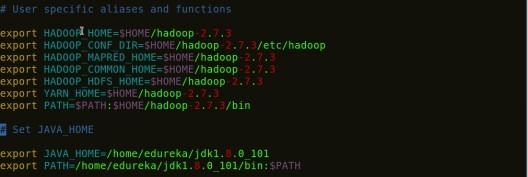 # User specific aliases and functions
export HADOOP_HOME=$HOME/hadoop-2.7.3
export HADOOP_CONF_DIR=$HOME/hadoop-2.7.3/etc/hadoop
export HADOOP_MAPRED_HOME=$HOME/hadoop-2.7.3
export HADOOP_COMMON_HOME=$HOME/hadoop-2.7.3
export HADOOP_HDFS_HOME=$HOME/hadoop-2.7.3
export YARN_HOME=$HOME/hadoop-2.7.3
export PATH=$PATH:$HOME/hadoop-2.7.3/bin
# Set JAVA_HOME
export JAVA_HOME=/home/edureka/jdk1.8.0_101
export PATH=/home/edureka/jdk1.8.0_101/bin:$PATH